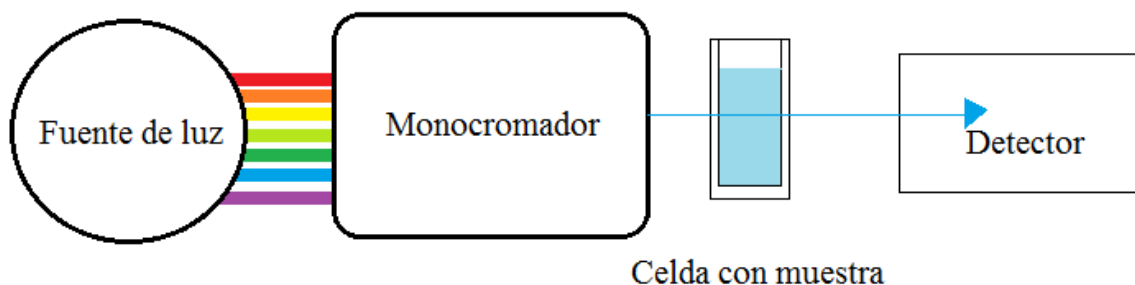 Fuente de luz
Monocromador
Detector
Celda con muestra